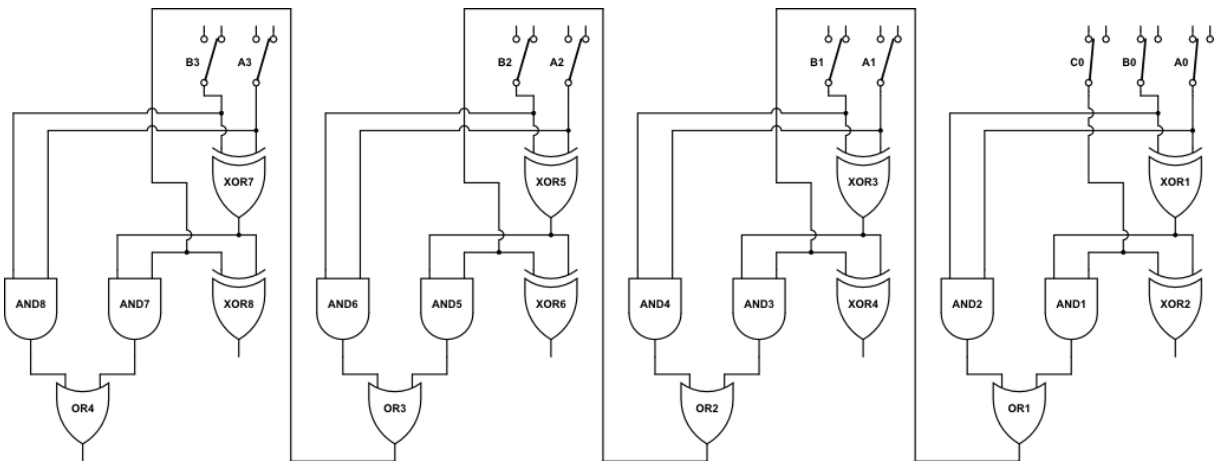 B3 A3 B2 A2 B1 A1 C0 B0 A0
XOR7 XOR5 XOR3 XOR1
AND8 AND7 XOR8 AND6 AND5 XOR6 AND4 AND3 XOR4 AND2 AND1 XOR2
OR4 OR3 OR2 OR1